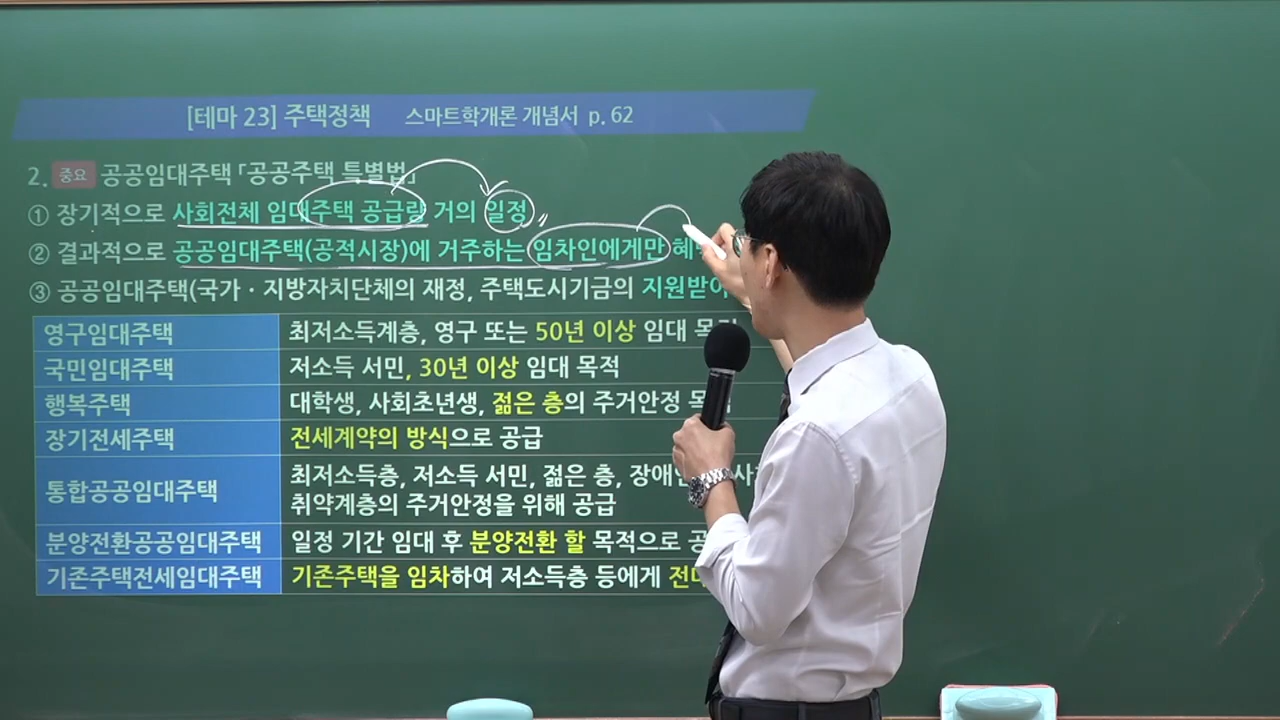 [테마 23] 주택정책 스마트학개론 개념서 p. 62
2. 중요 공공임대주택 「공공주택 특별법」
① 장기적으로 사회전체 임대주택 공급량 거의 일정
② 결과적으로 공공임대주택(공적시장)에 거주하는 임차인에게만
③ 공공임대주택(국가・지방자치단체의 재정, 주택도시기금의 지원받아
영구임대주택 최저소득계층, 영구 또는 50년 이상 임대
국민임대주택 저소득 서민, 30년 이상 임대 목적
행복주택 대학생, 사회초년생, 젊은 층의 주거안정
장기전세주택 전세계약의 방식으로 공급
통합공공임대주택 최저소득층, 저소득 서민, 젊은 층,
취약계층의 주거안정을 위해 공급
분양전환공공임대주택 일정 기간 임대 후 분양전환 할 목적으로
기존주택전세임대주택 기존주택을 임차하여 저소득층 등에게